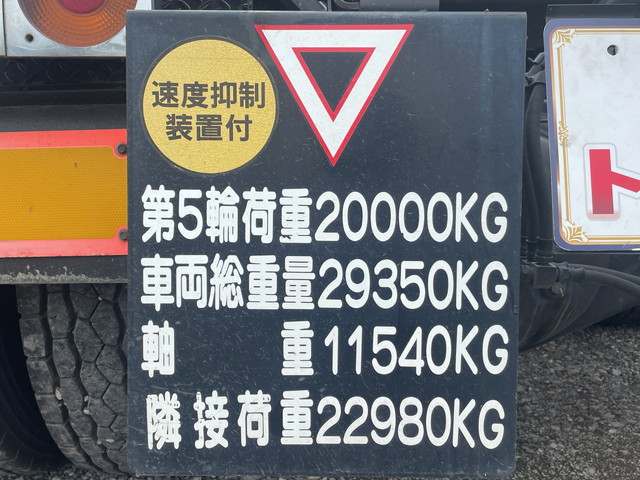 速度抑制
装置付
第5輪荷重20000KG
車両総重量29350KG
軸 重11540KG
隣接荷重22980KG
ト